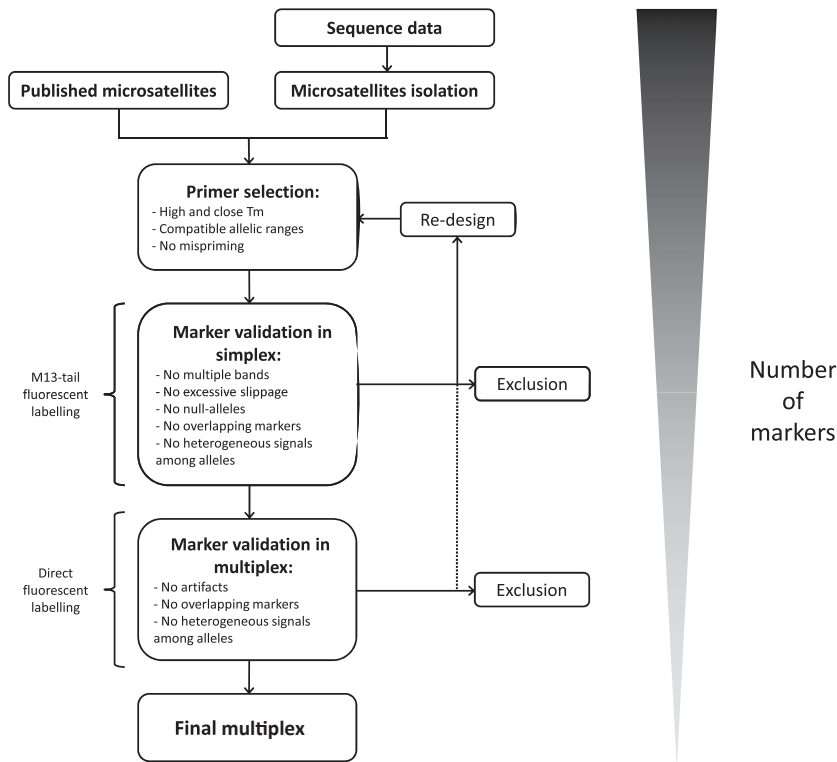 Sequence data
Published microsatellites
Microsatellites isolation
Primer selection:
- High and close Tm
- Compatible allelic ranges
- No mispriming
Re-design
M13-tail
fluorescent
labelling
Marker validation in
simplex:
- No multiple bands
- No excessive slippage
- No null-alleles
- No overlapping markers
- No heterogeneous signals
among alleles
Exclusion
Number
of
markers
Direct
fluorescent
labelling
Marker validation in
multiplex:
- No artifacts
- No overlapping markers
- No heterogeneous signals
among alleles
Exclusion
Final multiplex